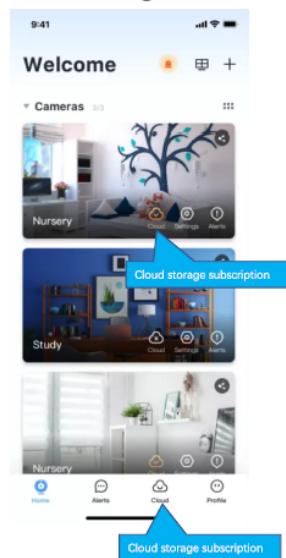 9:41
Welcome
Cameras 3/3
Nursery
Cloud Settings Alerts
Cloud storage subscription
Study
Cloud Settings Alerts
Nursery
Cloud
Home Alerts Cloud Profile
Cloud storage subscription